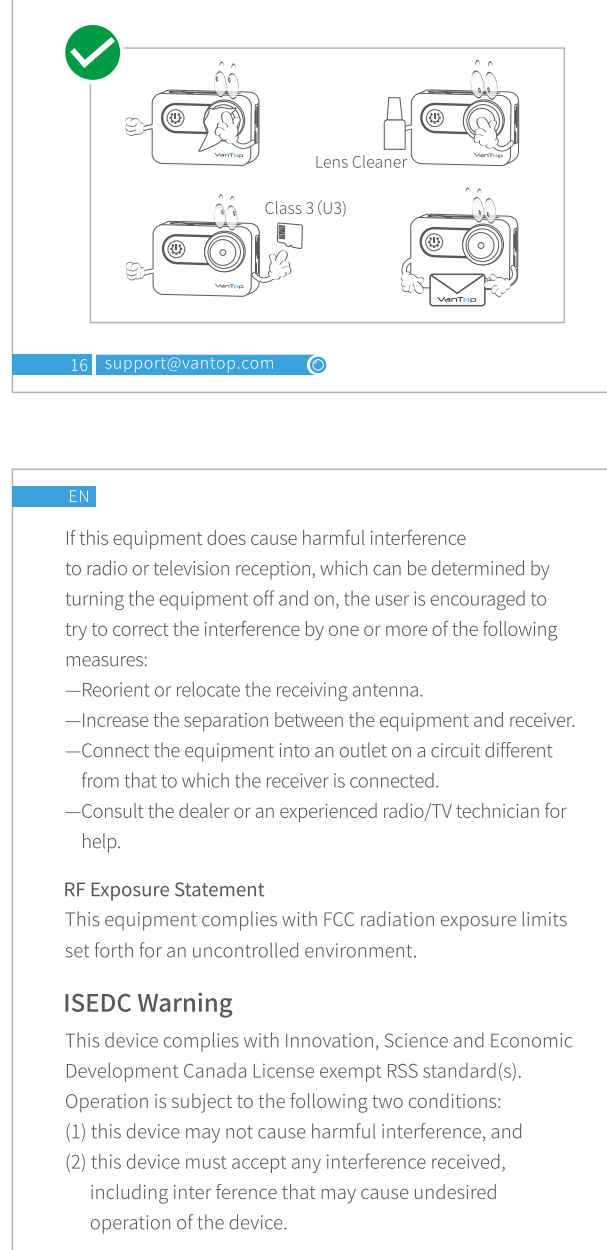 VanTop
VanTop
Lens Cleaner
Class 3 (U3)
VanTop
VanTop
16 support@vantop.com
EN
If this equipment does cause harmful interference
to radio or television reception, which can be determined by
turning the equipment off and on, the user is encouraged to
try to correct the interference by one or more of the following
measures:
—Reorient or relocate the receiving antenna.
—Increase the separation between the equipment and receiver.
—Connect the equipment into an outlet on a circuit different
from that to which the receiver is connected.
—Consult the dealer or an experienced radio/TV technician for
help.
RF Exposure Statement
This equipment complies with FCC radiation exposure limits
set forth for an uncontrolled environment.
ISEDC Warning
This device complies with Innovation, Science and Economic
Development Canada License exempt RSS standard(s).
Operation is subject to the following two conditions:
(1) this device may not cause harmful interference, and
(2) this device must accept any interference received,
including inter ference that may cause undesired
operation of the device.